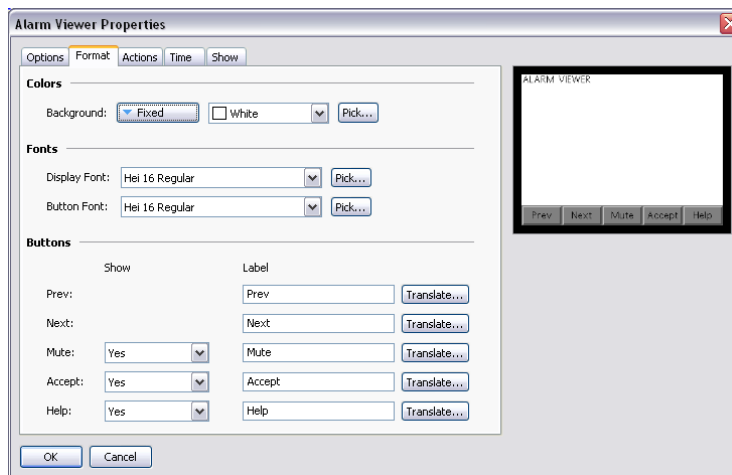 Alarm Viewer Properties
Options Format Actions Time Show
Colors
Background: Fixed White Pick...
Fonts
Display Font: Hei 16 Regular Pick...
Button Font: Hei 16 Regular Pick...
Buttons
Show Label
Prev: Prev Translate...
Next: Next Translate...
Mute: Yes Mute Translate...
Accept: Yes Accept Translate...
Help: Yes Help Translate...
OK Cancel
ALARM VIEWER
Prev Next Mute Accept Help